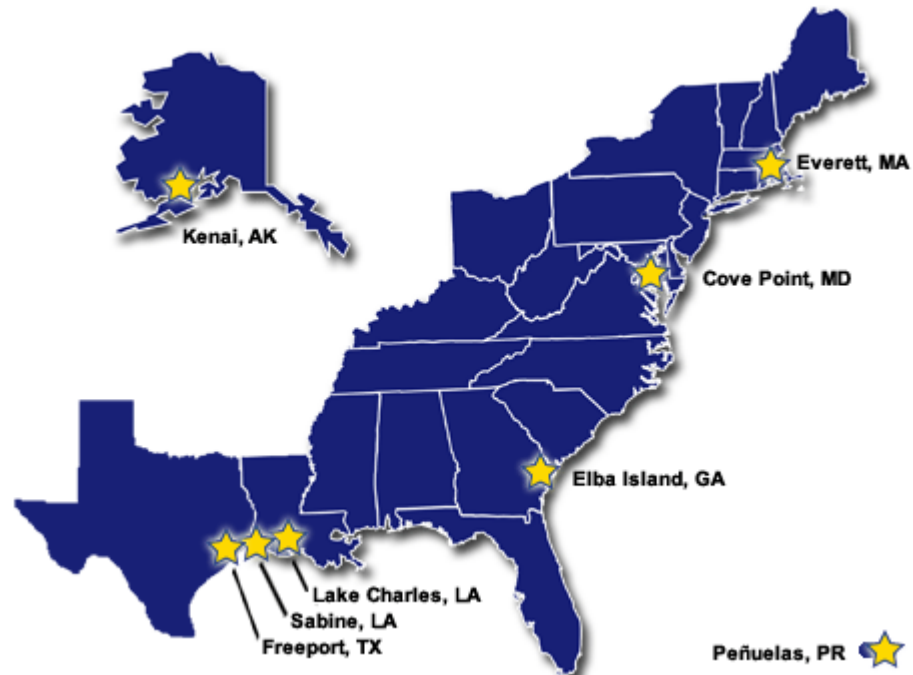 Everett, MA
Kenai, AK
Cove Point, MD
Elba Island, GA
Lake Charles, LA
Sabine, LA
Freeport, TX
Peñuelas, PR